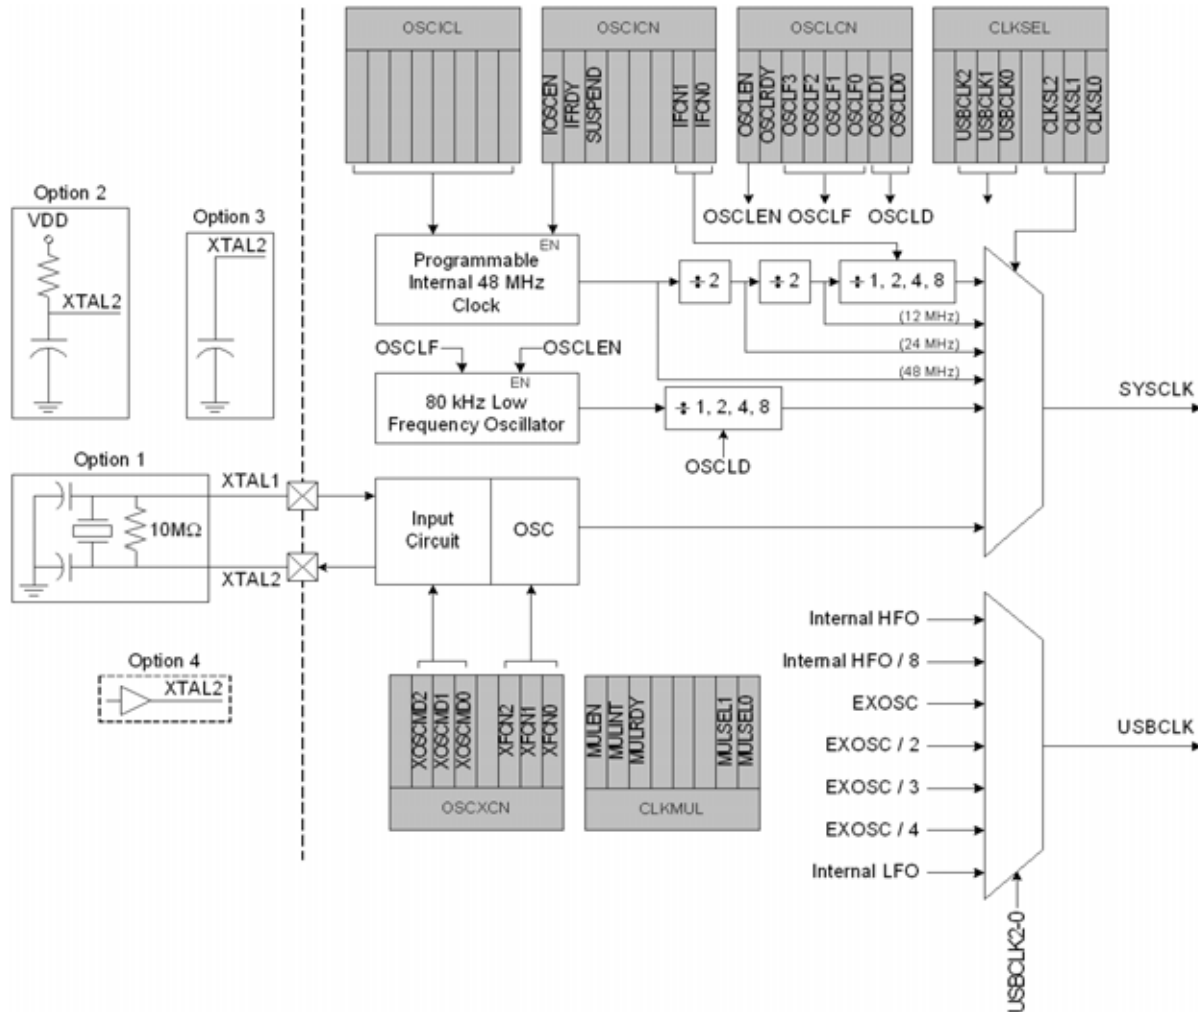 OSCICL
OSCICN
OSCLCN
CLKSEL
IOSCEN
IFRDY
SUSPEND
IFCN1
IFCN0
OSCLEN
OSCLRDY
OSCLF3
OSCLF2
OSCLF1
OSCLF0
OSCLD1
OSCLD0
USBCLK2
USBCLK1
USBCLK0
CLKSL2
CLKSL1
CLKSL0
Option 2
VDD
XTAL2
Option 3
XTAL2
OSCLEN OSCLF OSCLD
EN
Programmable
Internal 48 MHz
Clock
÷ 2
÷ 2
÷ 1, 2, 4, 8
(12 MHz)
(24 MHz)
(48 MHz)
OSCLF
OSCLEN
EN
80 kHz Low
Frequency Oscillator
÷ 1, 2, 4, 8
OSCLD
SYSCLK
Option 1
XTAL1
10MΩ
XTAL2
Input
Circuit
OSC
Option 4
XTAL2
XOSCMD2
XOSCMD1
XOSCMD0
XFCN2
XFCN1
XFCN0
OSCXCN
MULEN
MULINT
MULRDY
MULSEL1
MULSEL0
CLKMUL
Internal HFO
Internal HFO / 8
EXOSC
EXOSC / 2
EXOSC / 3
EXOSC / 4
Internal LFO
USBCLK
USBCLK2-0